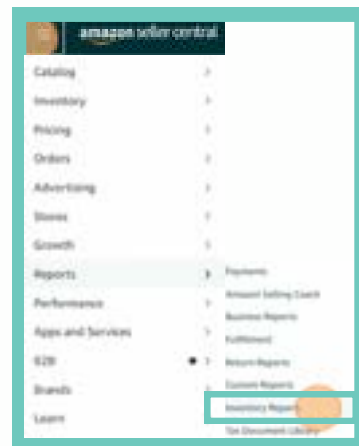 amazon seller central
Catalog
Inventory
Pricing
Orders
Advertising
Stores
Growth
Reports
Performance
Apps and Services
B2B
Brands
Learn
Payments
Amazon Selling Coach
Business Reports
Fulfillment
Return Reports
Custom Reports
Inventory Reports
Tax Document Library